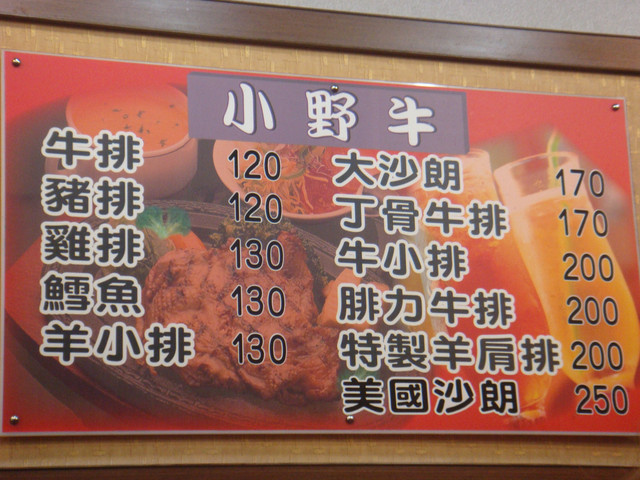 小野牛
牛排 120
豬排 120
雞排 130
鱈魚 130
羊小排 130
大沙朗 170
丁骨牛排 170
牛小排 200
腓力牛排 200
特製羊肩排 200
美國沙朗 250